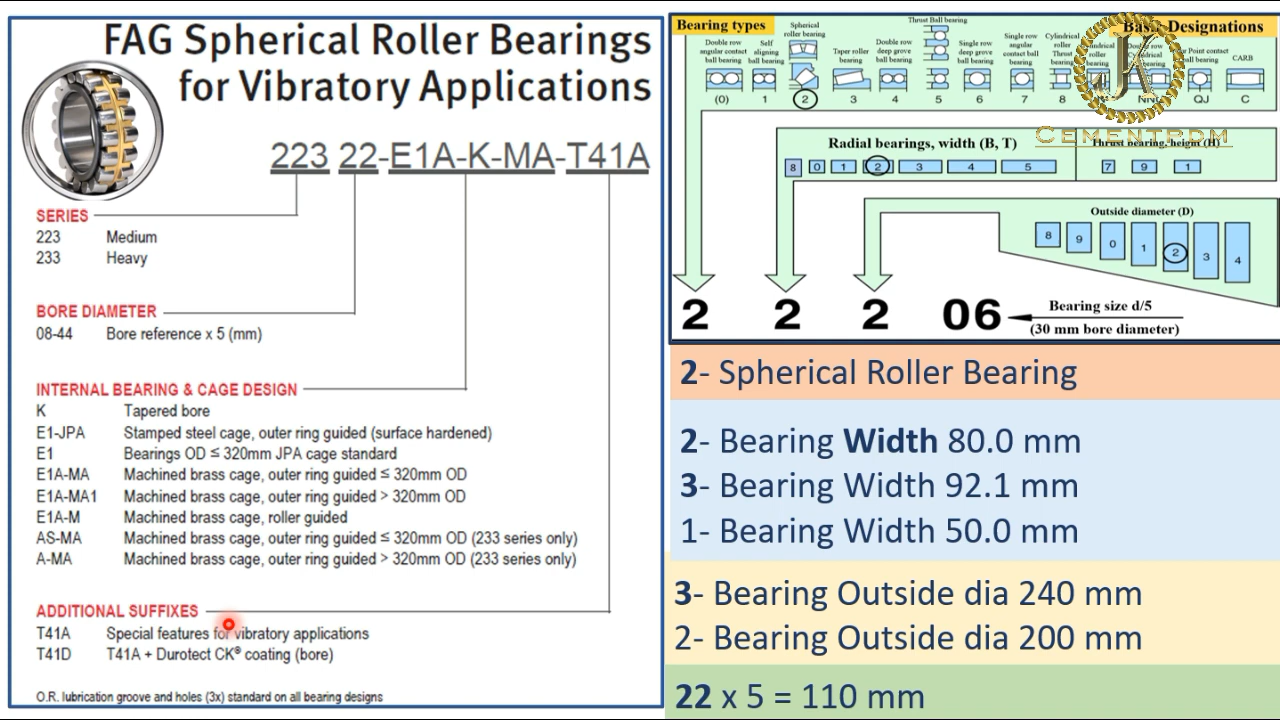 FAG Spherical Roller Bearings
for Vibratory Applications
223 22-E1A-K-MA-T41A
SERIES
223 Medium
233 Heavy
BORE DIAMETER
08-44 Bore reference x 5 (mm)
INTERNAL BEARING & CAGE DESIGN
K Tapered bore
E1-JPA Stamped steel cage, outer ring guided (surface hardened)
E1 Bearings OD ≤ 320mm JPA cage standard
E1A-MA Machined brass cage, outer ring guided ≤ 320mm OD
E1A-MA1 Machined brass cage, outer ring guided > 320mm OD
E1A-M Machined brass cage, roller guided
AS-MA Machined brass cage, outer ring guided ≤ 320mm OD (233 series only)
A-MA Machined brass cage, outer ring guided > 320mm OD (233 series only)
ADDITIONAL SUFFIXES
T41A Special features for vibratory applications
T41D T41A + Durotect CK® coating (bore)
O.R. lubrication groove and holes (3x) standard on all bearing designs
Bearing types
Designations
Double row
angular contact
ball bearing
(0)
Self
aligning
ball bearing
1
Spherical
roller bearing
2
Taper roller
bearing
3
Double row
deep grove
ball bearing
4
Thrust Ball bearing
5
Single row
deep grove
ball bearing
6
Single row
angular
contact ball
bearing
7
Cylindrical
roller
Thrust
bearing
8
QJ
CARB
C
JK
CEMENTRDM
Radial bearings, width (B, T)
8 0 1 2 3 4 5
Thrust bearing, height (H)
7 9 1
Outside diameter (D)
8 9 0 1 2 3 4
2 2 2 06
Bearing size d/5
(30 mm bore diameter)
2- Spherical Roller Bearing
2- Bearing Width 80.0 mm
3- Bearing Width 92.1 mm
1- Bearing Width 50.0 mm
3- Bearing Outside dia 240 mm
2- Bearing Outside dia 200 mm
22 x 5 = 110 mm